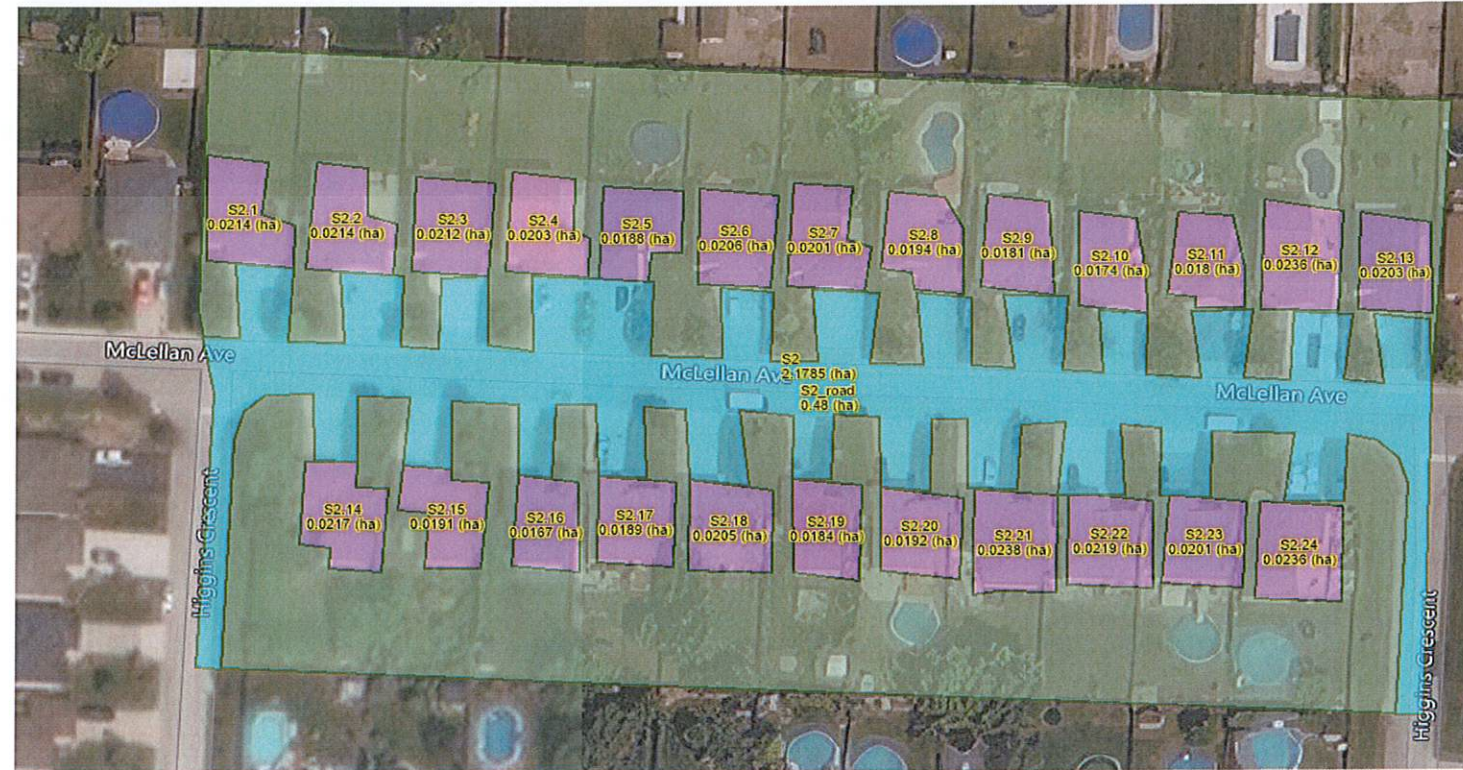 S2.1
0.0214 (ha)
S2.2
0.0214 (ha)
S2.3
0.0212 (ha)
S2.4
0.0203 (ha)
S2.5
0.0188 (ha)
S2.6
0.0206 (ha)
S2.7
0.0201 (ha)
S2.8
0.0194 (ha)
S2.9
0.0181 (ha)
S2.10
0.0174 (ha)
S2.11
0.018 (ha)
S2.12
0.0236 (ha)
S2.13
0.0203 (ha)
McLellan Ave
McLellan Ave
S2
2.1785 (ha)
S2_road
0.48 (ha)
McLellan Ave
S2.14
0.0217 (ha)
S2.15
0.0191 (ha)
S2.16
0.0167 (ha)
S2.17
0.0189 (ha)
S2.18
0.0205 (ha)
S2.19
0.0184 (ha)
S2.20
0.0192 (ha)
S2.21
0.0238 (ha)
S2.22
0.0219 (ha)
S2.23
0.0201 (ha)
S2.24
0.0236 (ha)
Higgins Crescent
Higgins Crescent